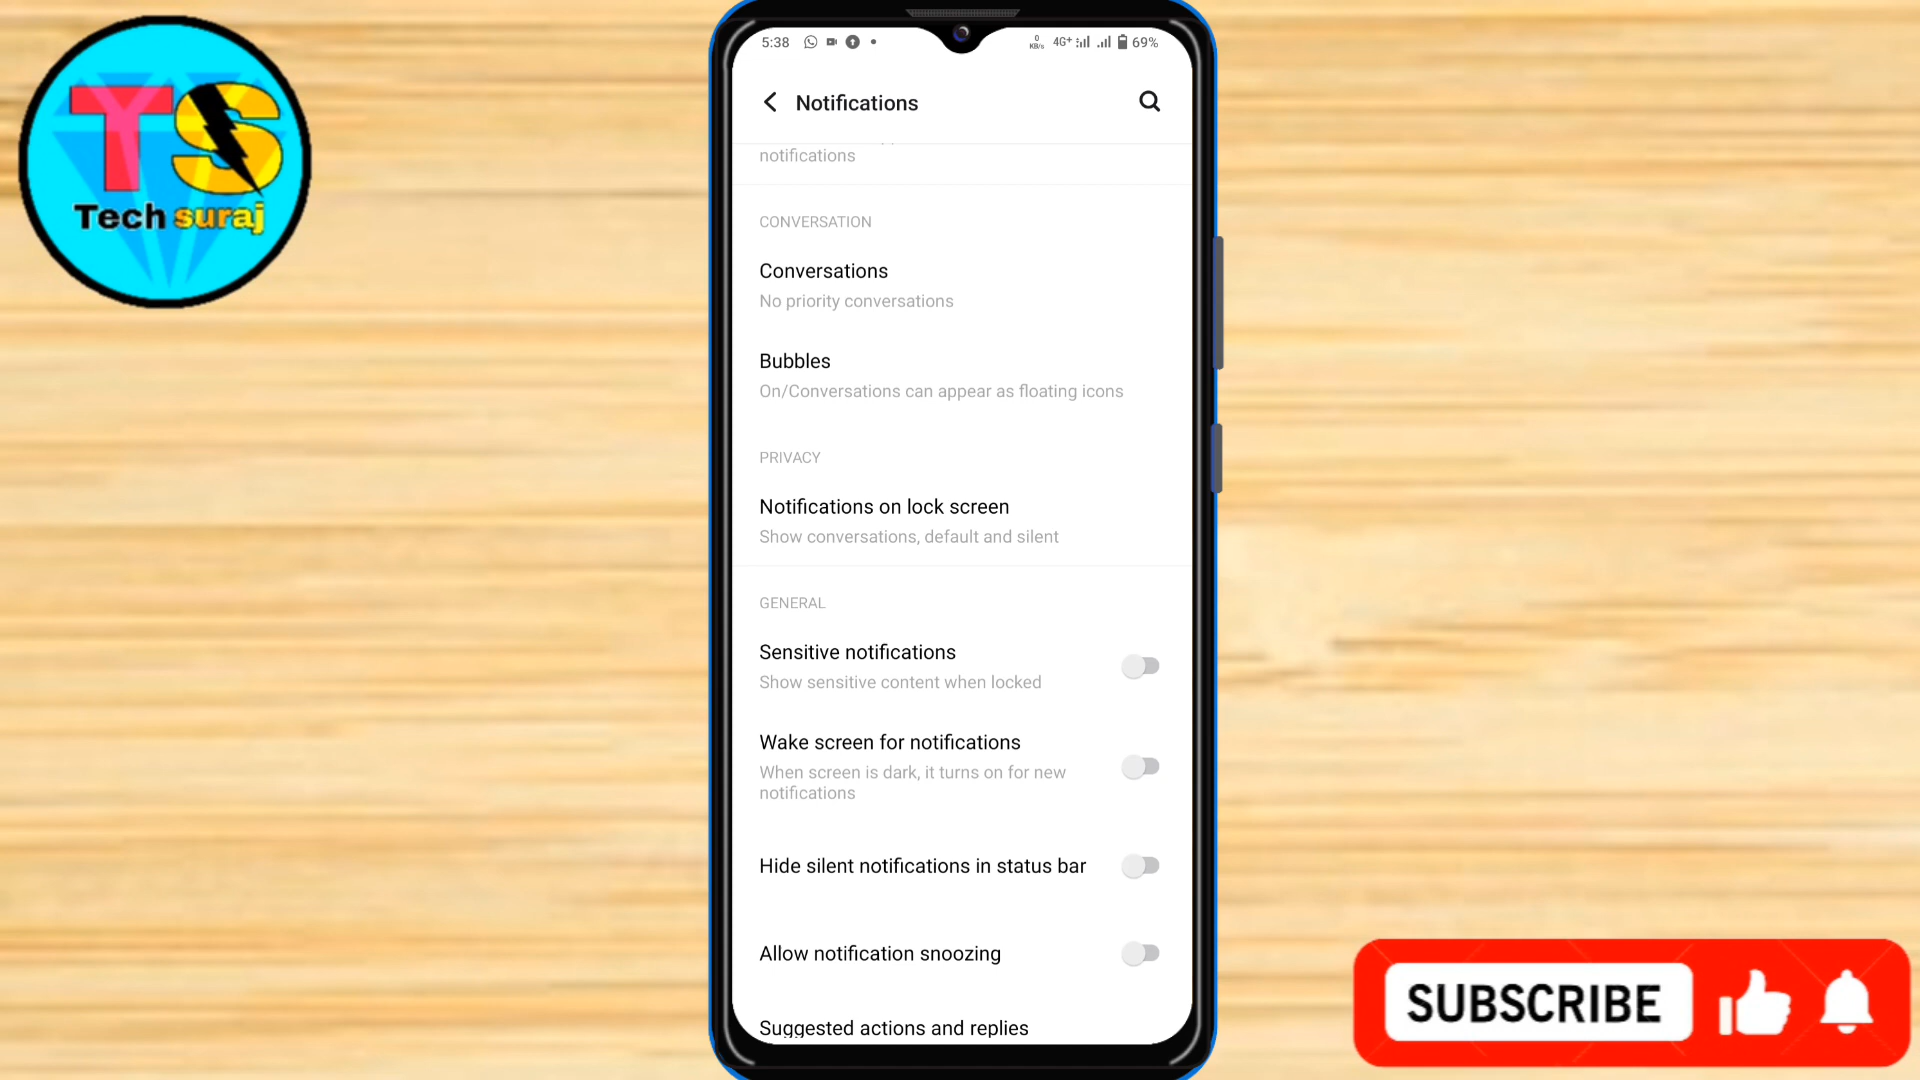 TS
Tech suraj
5:38
0
KB/s
4G+
69%
Notifications
notifications
CONVERSATION
Conversations
No priority conversations
Bubbles
On/Conversations can appear as floating icons
PRIVACY
Notifications on lock screen
Show conversations, default and silent
GENERAL
Sensitive notifications
Show sensitive content when locked
Wake screen for notifications
When screen is dark, it turns on for new
notifications
Hide silent notifications in status bar
Allow notification snoozing
Suggested actions and replies
SUBSCRIBE